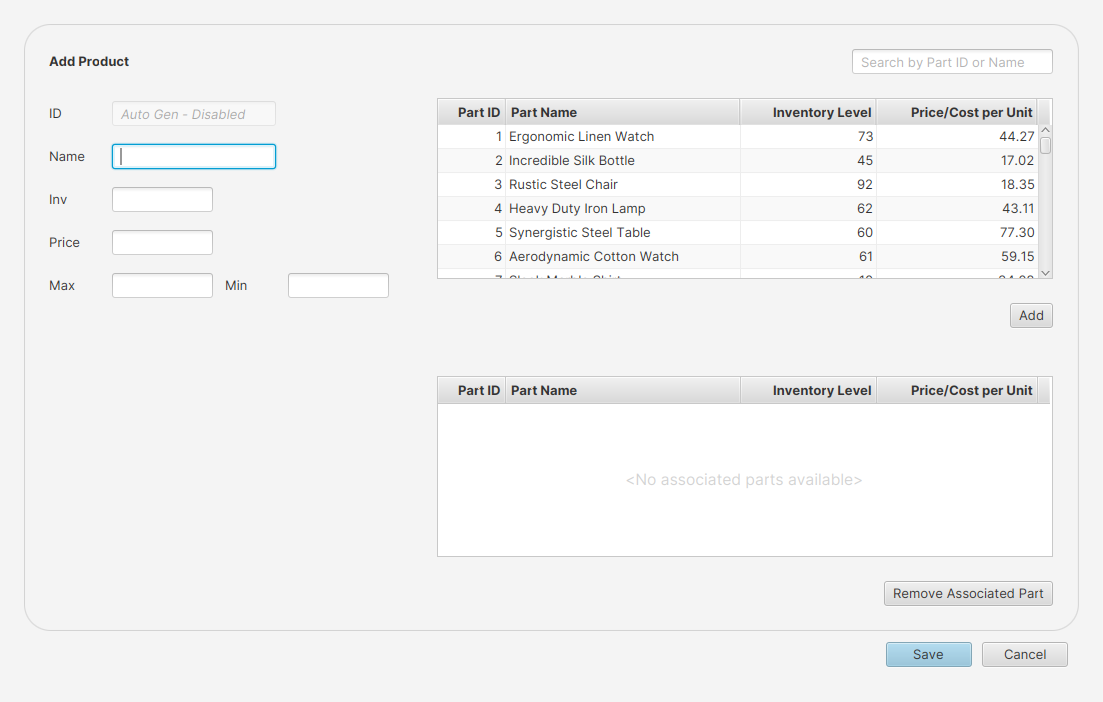 Add Product
Search by Part ID or Name
ID Auto Gen - Disabled
Name
Inv
Price
Max Min
Part ID Part Name Inventory Level Price/Cost per Unit
1 Ergonomic Linen Watch 73 44.27
2 Incredible Silk Bottle 45 17.02
3 Rustic Steel Chair 92 18.35
4 Heavy Duty Iron Lamp 62 43.11
5 Synergistic Steel Table 60 77.30
6 Aerodynamic Cotton Watch 61 59.15
Add
Part ID Part Name Inventory Level Price/Cost per Unit
<No associated parts available>
Remove Associated Part
Save Cancel